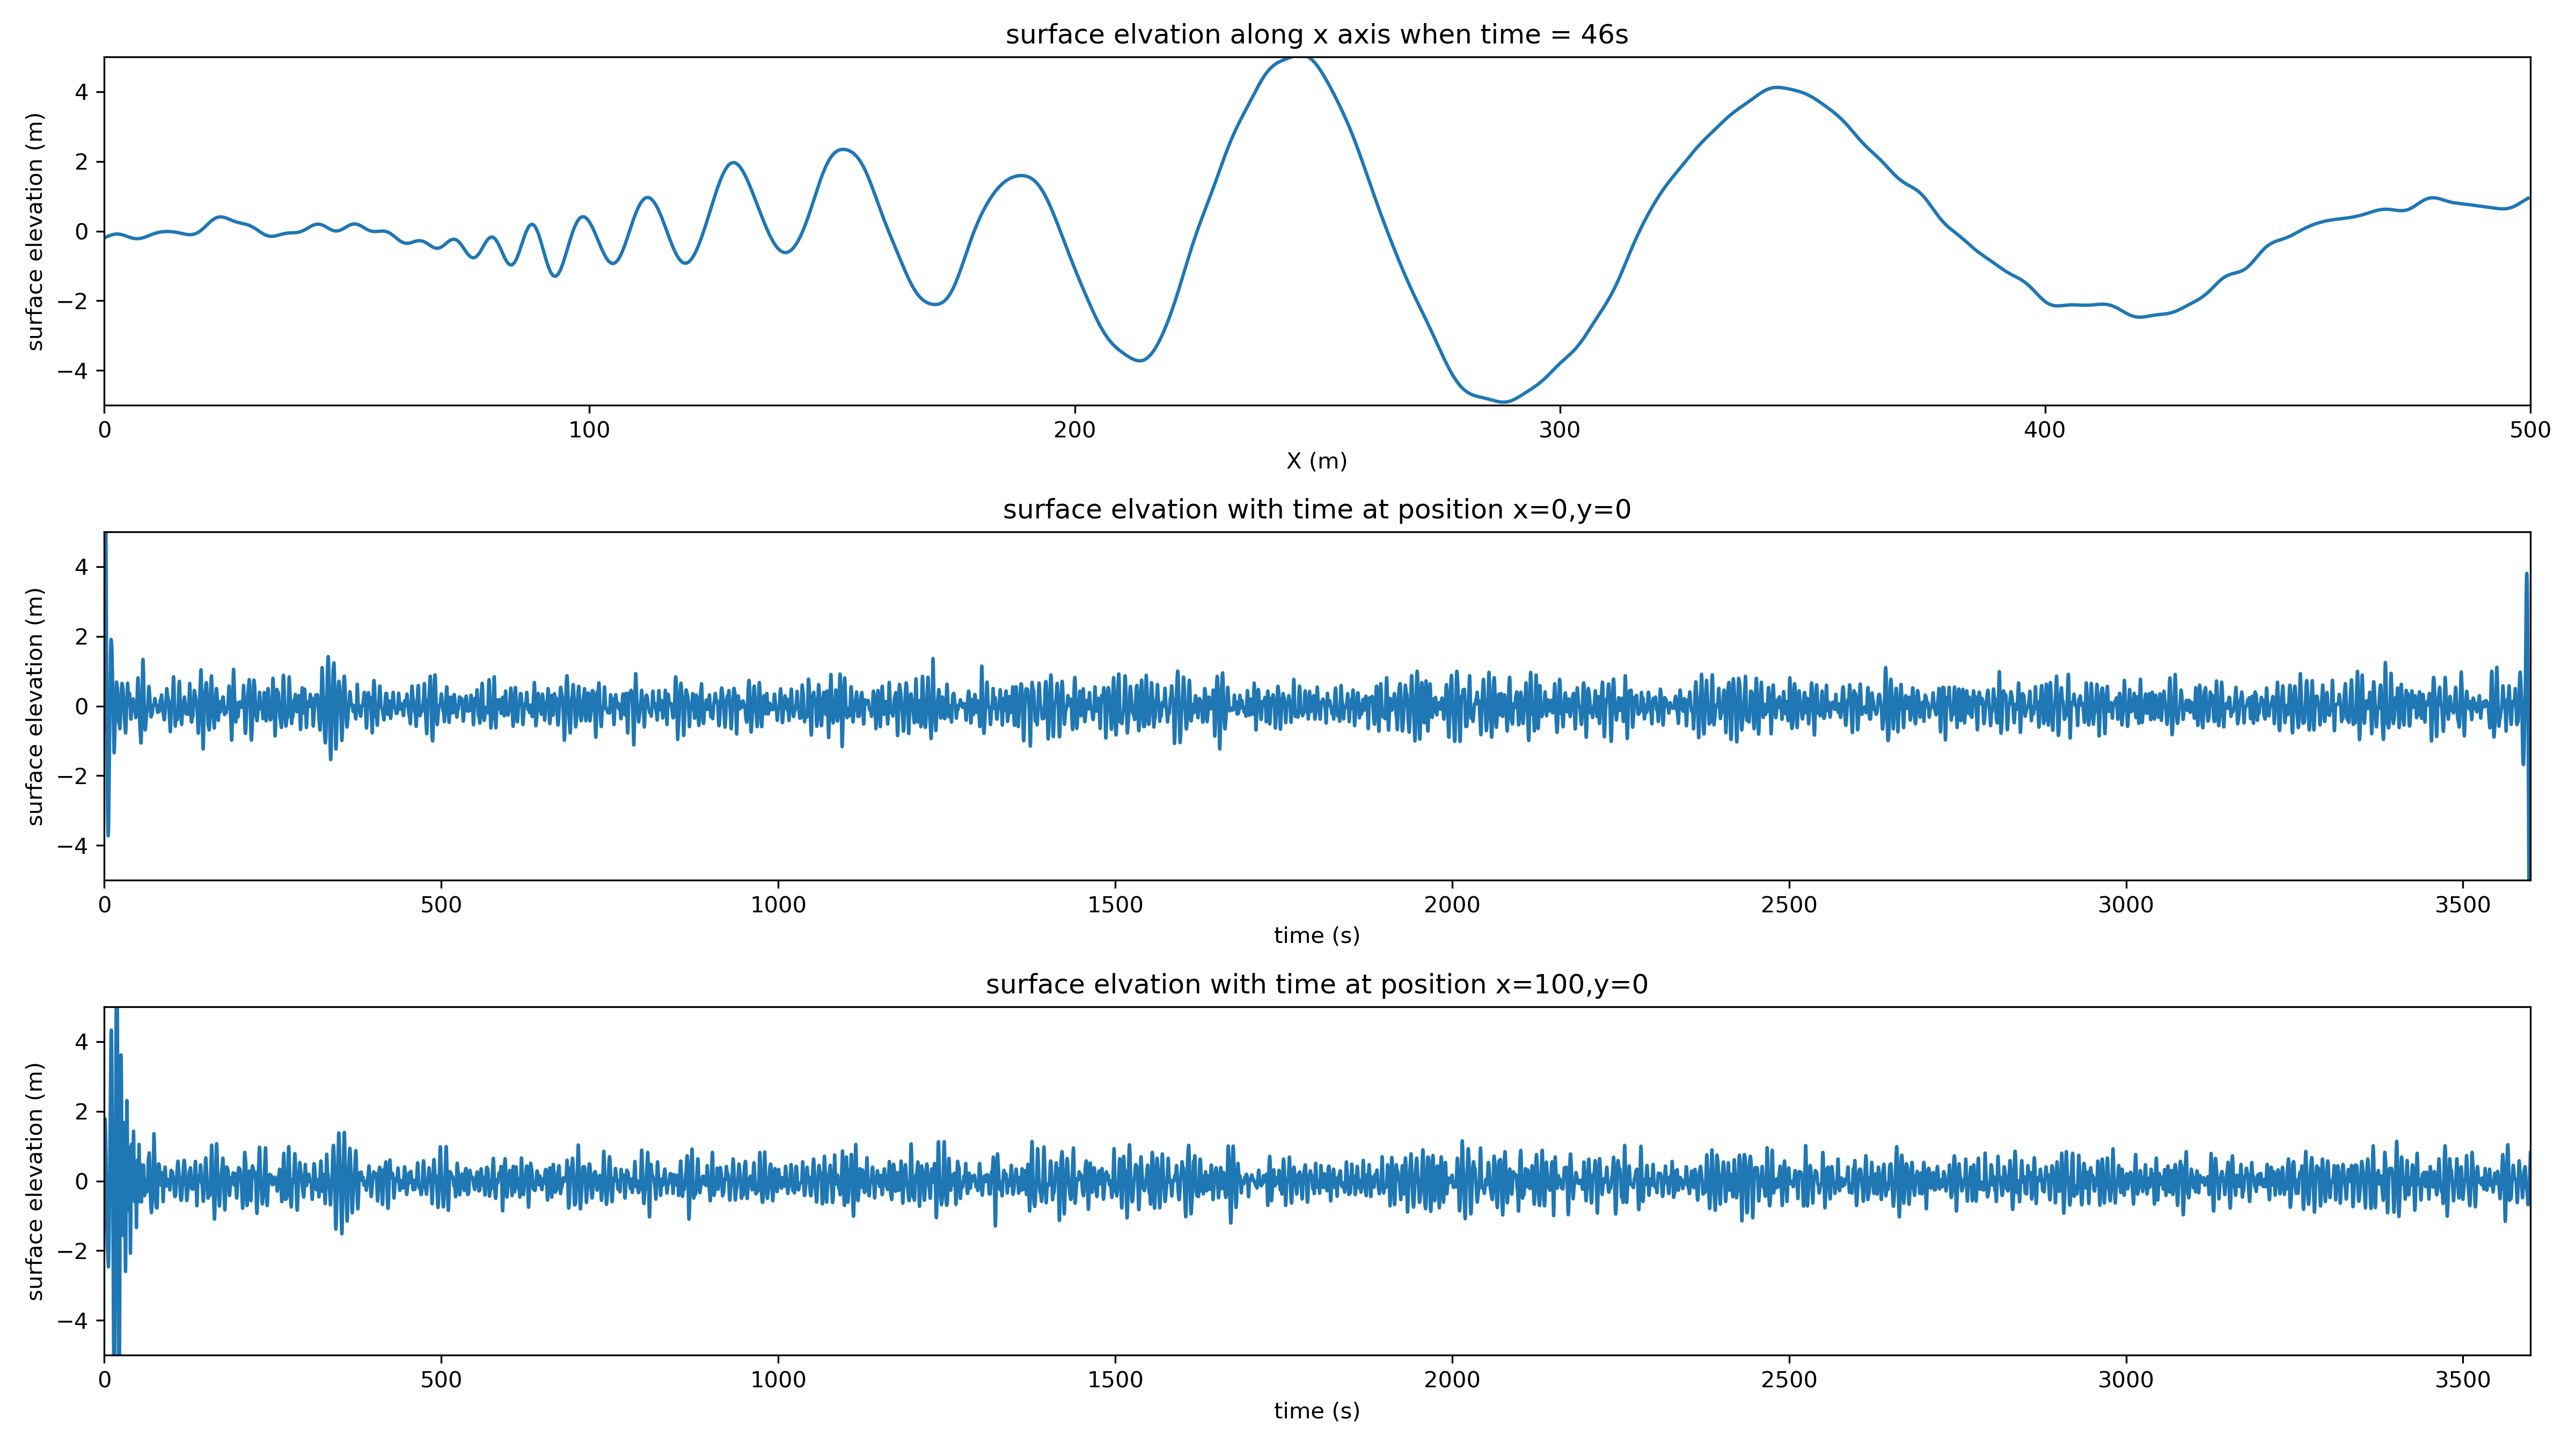 surface elvation along x axis when time = 46s
surface elevation (m)
4
2
0
−2
−4
0 100 200 300 400 500
X (m)
surface elvation with time at position x=0,y=0
surface elevation (m)
4
2
0
−2
−4
0 500 1000 1500 2000 2500 3000 3500
time (s)
surface elvation with time at position x=100,y=0
surface elevation (m)
4
2
0
−2
−4
0 500 1000 1500 2000 2500 3000 3500
time (s)